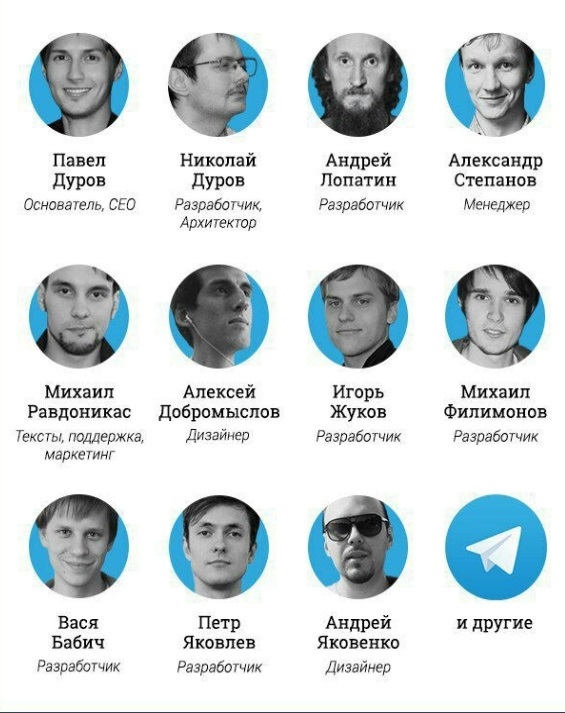 Павел
Дуров
Основатель, CEO
Николай
Дуров
Разработчик,
Архитектор
Андрей
Лопатин
Разработчик
Александр
Степанов
Менеджер
Михаил
Равдоникас
Тексты, поддержка,
маркетинг
Алексей
Добромыслов
Дизайнер
Игорь
Жуков
Разработчик
Михаил
Филимонов
Разработчик
Вася
Бабич
Разработчик
Петр
Яковлев
Разработчик
Андрей
Яковенко
Дизайнер
и другие